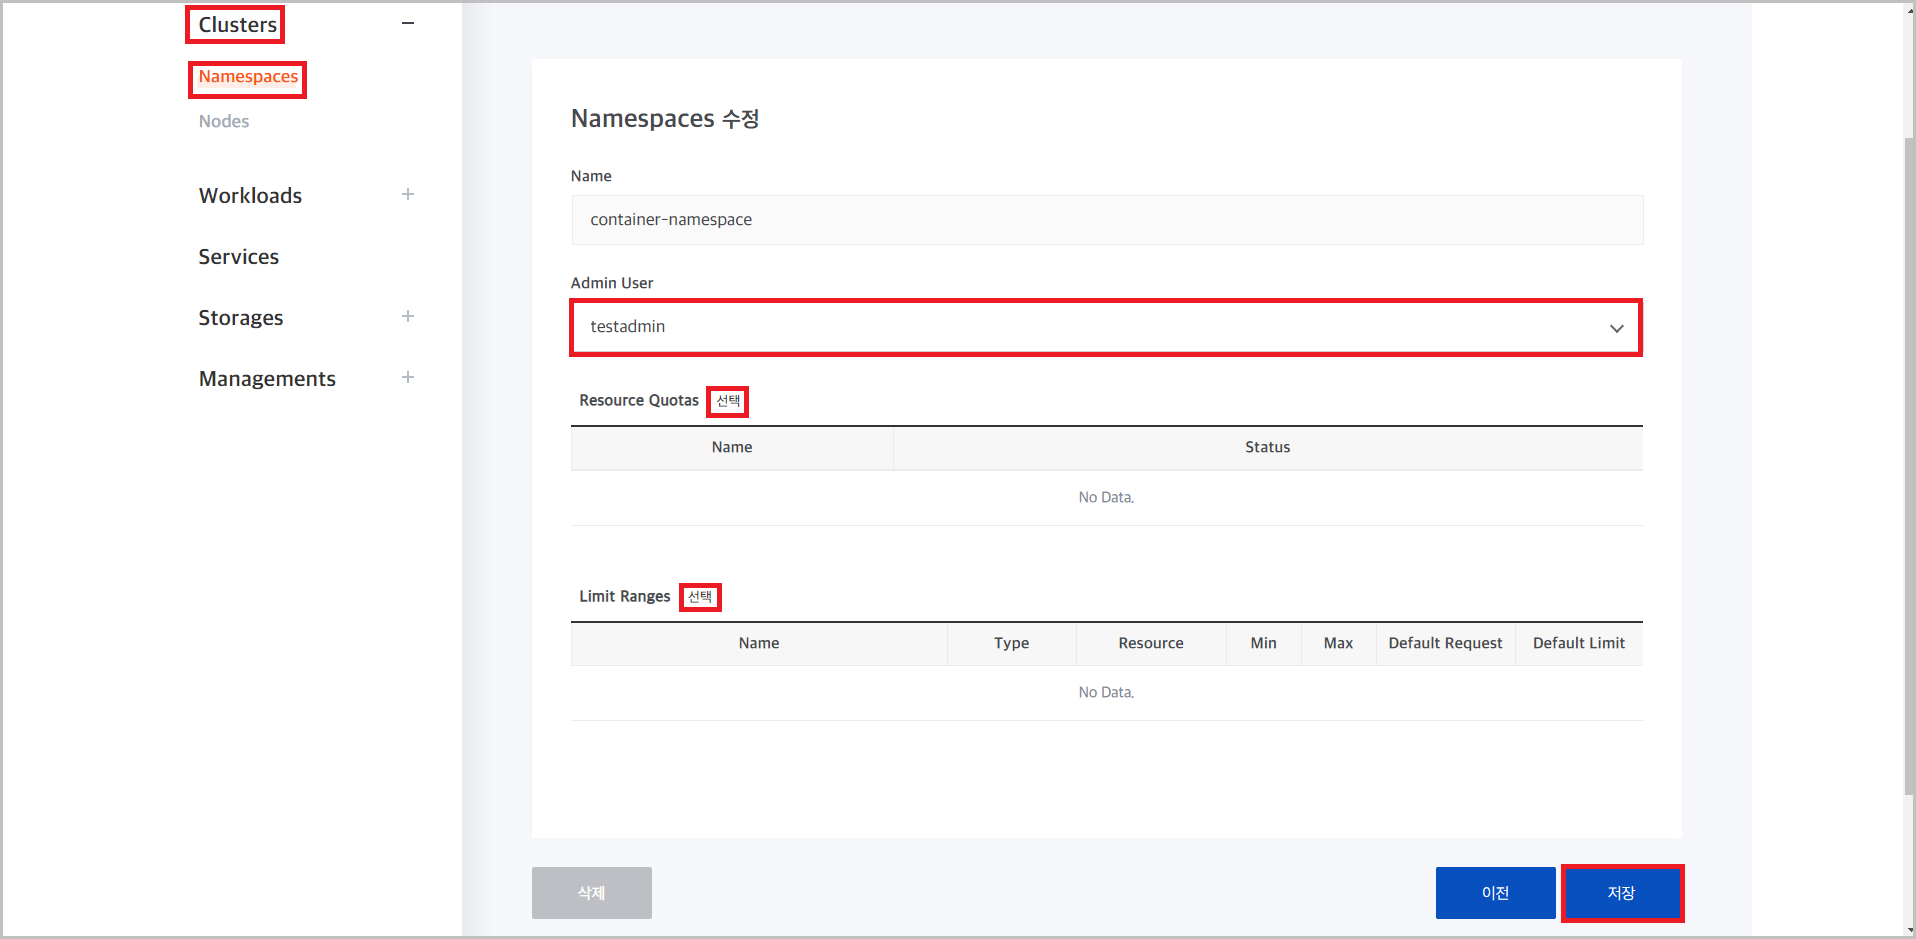 Clusters
Namespaces
Nodes
Workloads
Services
Storages
Managements
Namespaces 수정
Name
container-namespace
Admin User
testadmin
Resource Quotas 선택
Name Status
No Data.
Limit Ranges 선택
Name Type Resource Min Max Default Request Default Limit
No Data.
삭제 이전 저장